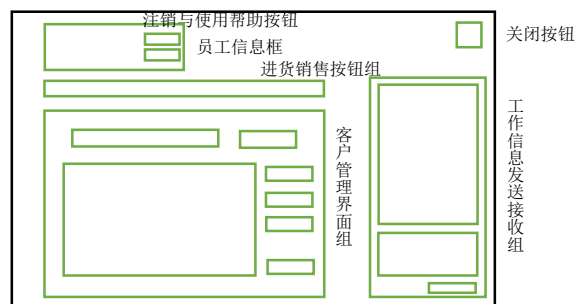 注销与使用帮助按钮
关闭按钮
员工信息框
进货销售按钮组
客户管理界面组
工作信息发送接收组